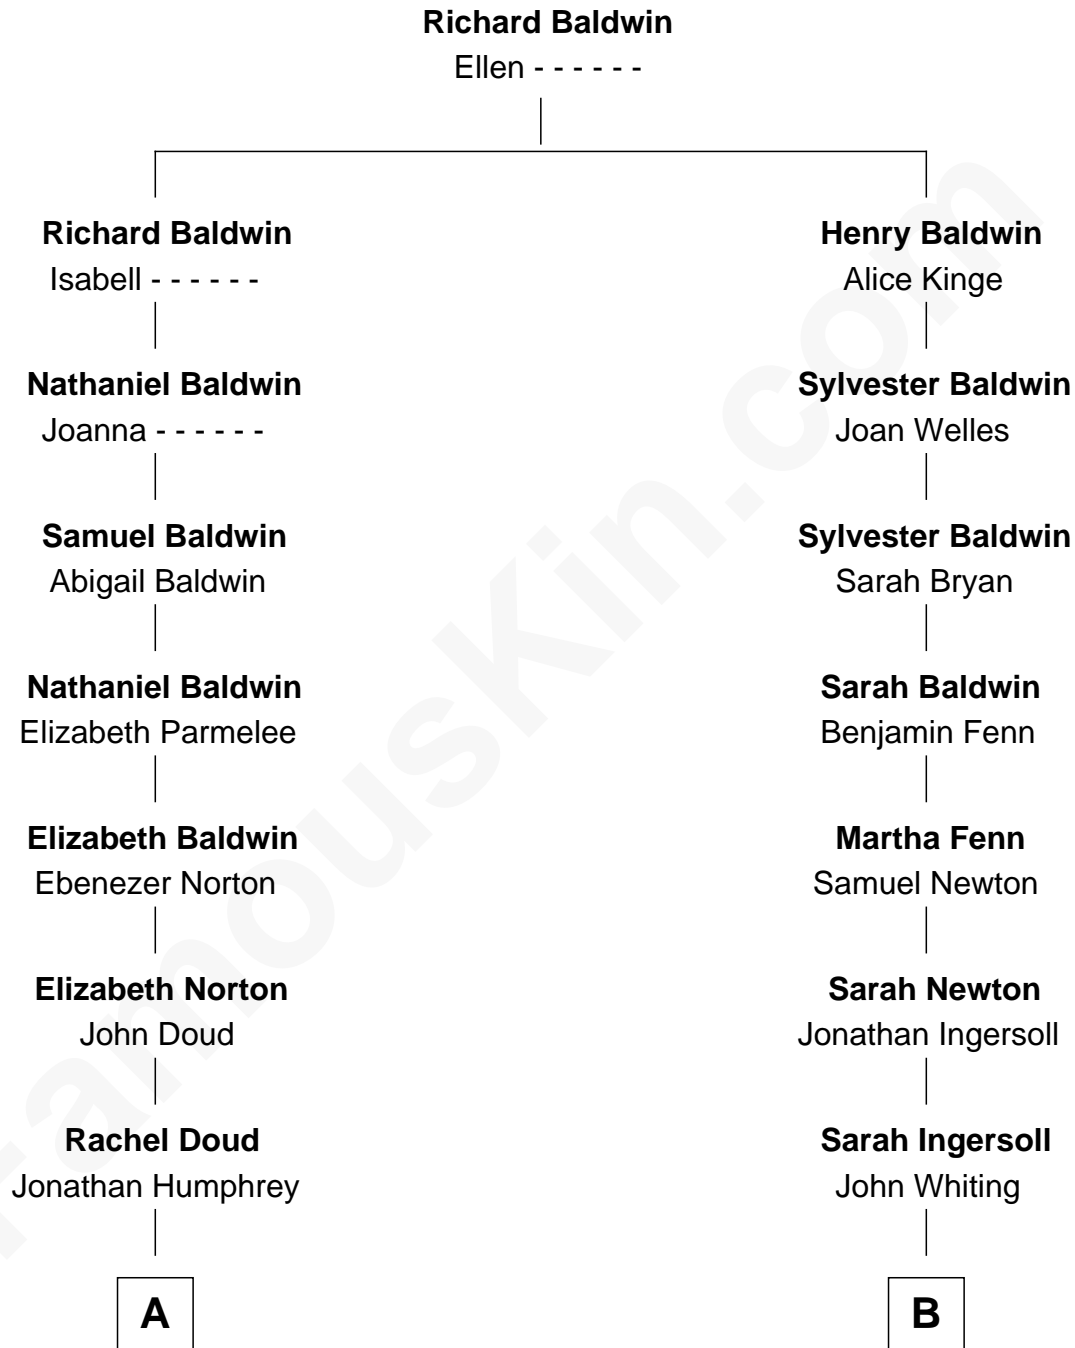 Richard Baldwin
Ellen - - - - - -
Richard Baldwin
Isabell - - - - - -
Nathaniel Baldwin
Joanna - - - - - -
Samuel Baldwin
Abigail Baldwin
Nathaniel Baldwin
Elizabeth Parmelee
Elizabeth Baldwin
Ebenezer Norton
Elizabeth Norton
John Doud
Rachel Doud
Jonathan Humphrey
A
Henry Baldwin
Alice Kinge
Sylvester Baldwin
Joan Welles
Sylvester Baldwin
Sarah Bryan
Sarah Baldwin
Benjamin Fenn
Martha Fenn
Samuel Newton
Sarah Newton
Jonathan Ingersoll
Sarah Ingersoll
John Whiting
B
FamousKin.com